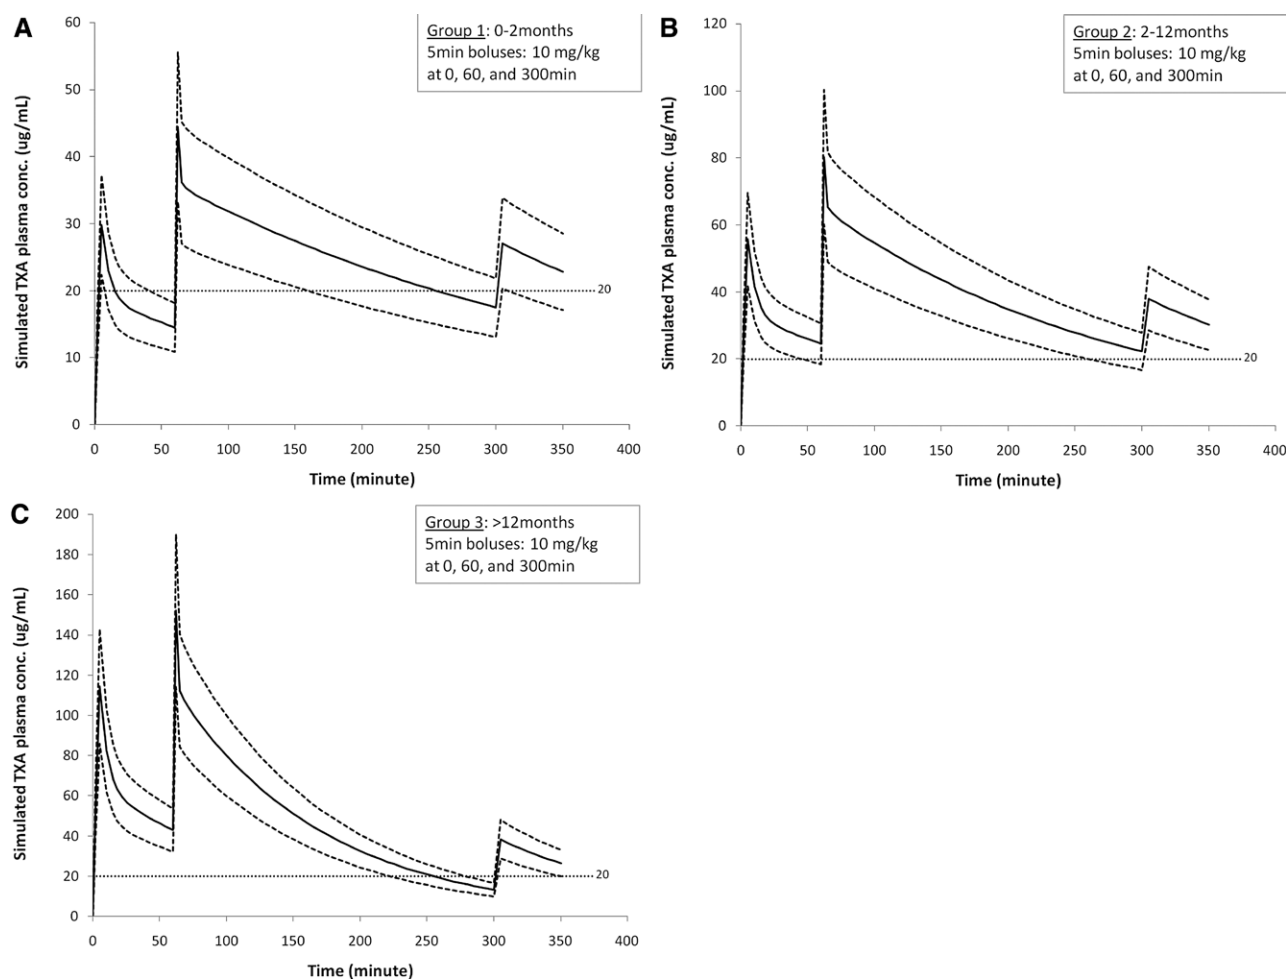 A
Group 1: 0-2months
5min boluses: 10 mg/kg
at 0, 60, and 300min
Simulated TXA plasma conc. (ug/mL)
60
50
40
30
20
10
0
20
0 50 100 150 200 250 300 350 400
Time (minute)
B
Group 2: 2-12months
5min boluses: 10 mg/kg
at 0, 60, and 300min
Simulated TXA plasma conc. (ug/mL)
120
100
80
60
40
20
0
20
0 50 100 150 200 250 300 350 400
Time (minute)
C
Group 3: >12months
5min boluses: 10 mg/kg
at 0, 60, and 300min
Simulated TXA plasma conc. (ug/mL)
200
180
160
140
120
100
80
60
40
20
0
20
0 50 100 150 200 250 300 350 400
Time (minute)